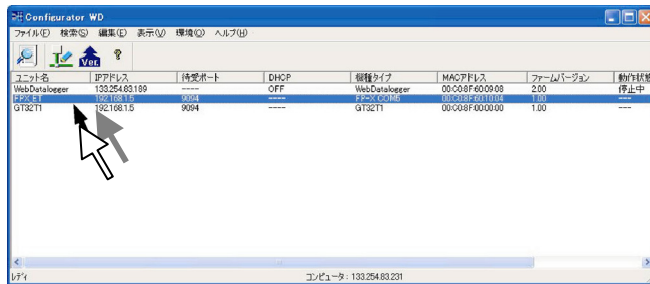 Configurator WD
ファイル(F) 検索(S) 編集(E) 表示(V) 環境(O) ヘルプ(H)
Ver. ?
ユニット名 IPアドレス 待受ポート DHCP 機種タイプ MACアドレス ファームバージョン 動作状態
WebDatalogger 133.254.83.189 ---- OFF WebDatalogger 00:C0:8F:60:09:08 2.00 停止中
FPX ET 192.168.1.5 9094 ---- FP-X COM5 00:C0:8F:60:10:04 1.00 ---
GT32T1 192.168.1.5 9094 ---- GT32T1 00:C0:8F:00:00:00 1.00 ---
レディ コンピュータ: 133.254.83.231